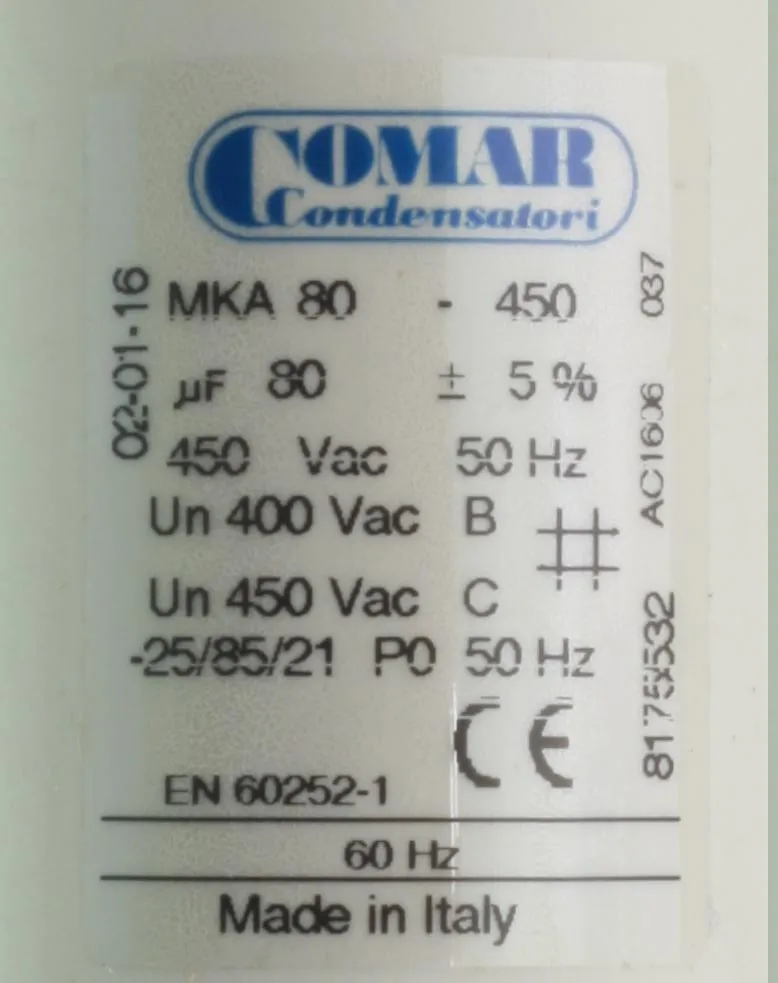 COMAR
Condensatori
MKA 80 - 450
µF 80 ± 5 %
450 Vac 50 Hz
Un 400 Vac B
Un 450 Vac C
-25/85/21 P0 50 Hz
CE
EN 60252-1
60 Hz
Made in Italy
02-01-16
AC1606 037